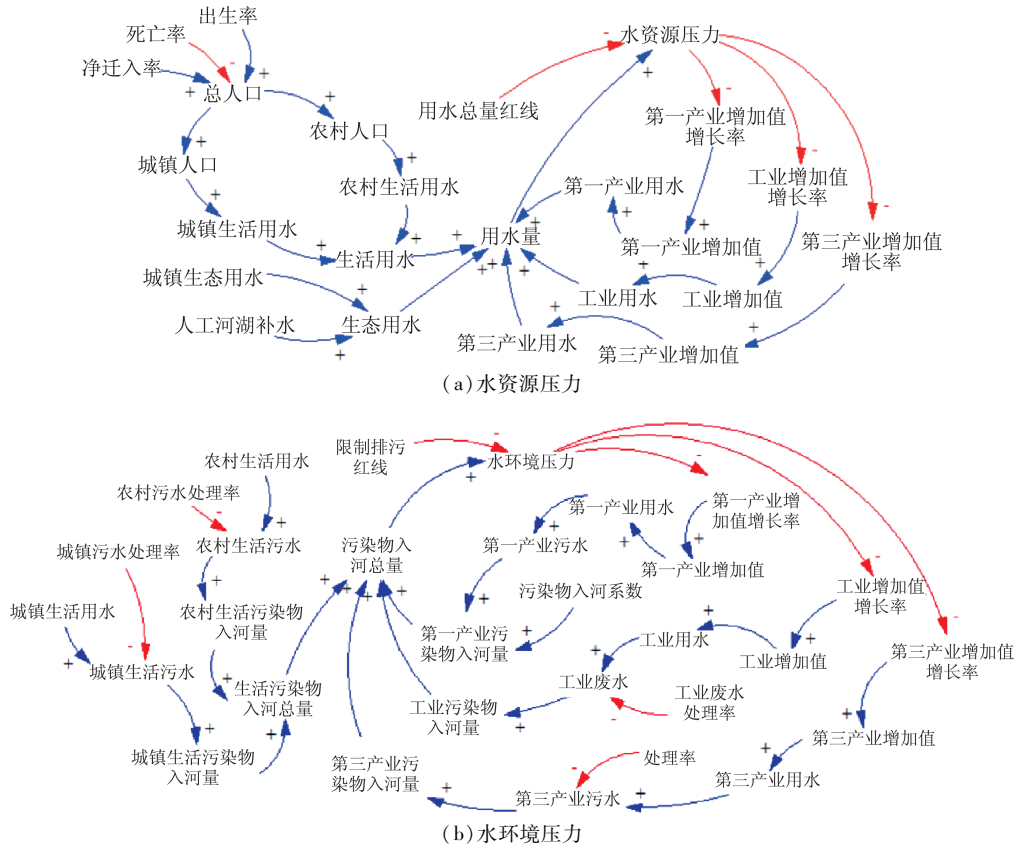 出生率
死亡率
净迁入率
总人口
水资源压力
用水总量红线
农村人口
第一产业增加值
增长率
城镇人口
农村生活用水
第一产业用水
工业增加值
增长率
城镇生活用水
用水量
第一产业增加值
第三产业增加值
增长率
生活用水
城镇生态用水
工业用水
工业增加值
人工河湖补水
生态用水
第三产业用水
第三产业增加值
(a)水资源压力
限制排污
红线
农村生活用水
水环境压力
农村污水处理率
第一产业用水
第一产业增
加值增长率
城镇污水处理率
农村生活污水
污染物入
河总量
第一产业污水
第一产业增加值
污染物入河系数
工业增加值
增长率
城镇生活用水
农村生活污染物
入河量
第一产业污
染物入河量
工业用水
工业增加值
第三产业增加值
增长率
城镇生活污水
生活污染物
入河总量
工业废水
工业废水
处理率
工业污染物
入河量
第三产业增加值
城镇生活污染物
入河量
第三产业污
染物入河量
处理率
第三产业用水
第三产业污水
(b)水环境压力